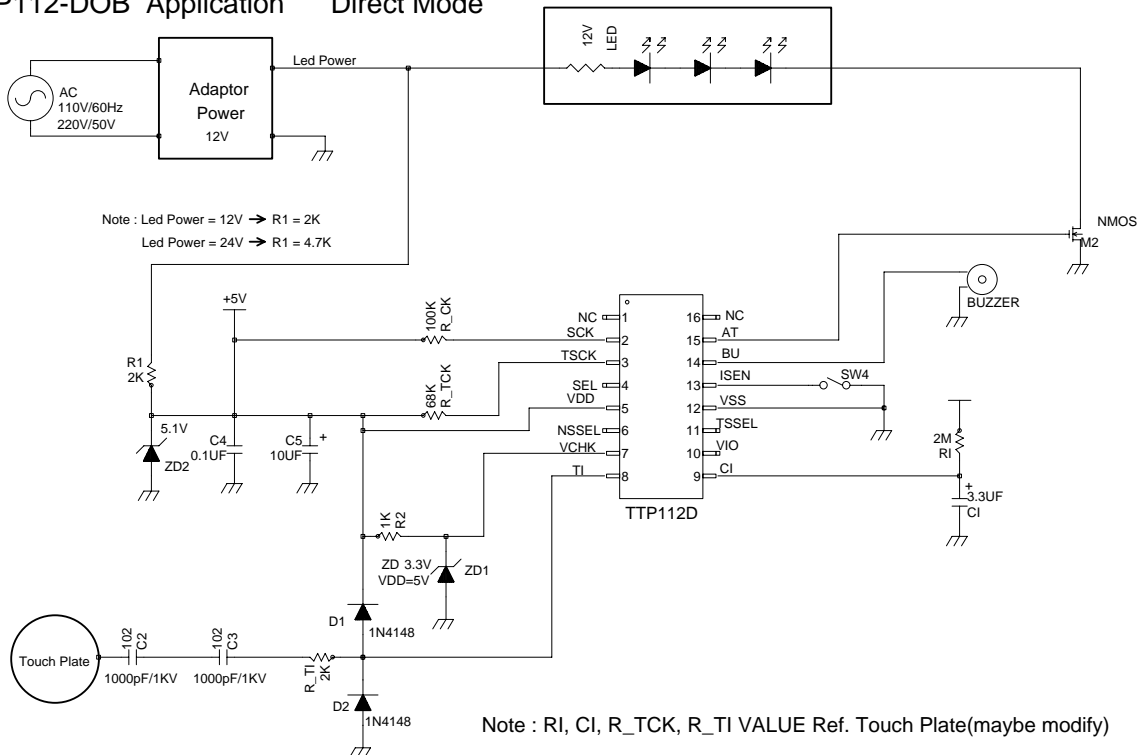 P112-DOB Application Direct Mode
12V
LED
Led Power
AC
110V/60Hz
220V/50V
Adaptor
Power
12V
Note : Led Power = 12V → R1 = 2K
Led Power = 24V → R1 = 4.7K
NMOS
M2
BUZZER
+5V
100K
R_CK
NC
1
16
NC
SCK
2
15
AT
TSCK
3
14
BU
SEL
4
13
ISEN
SW4
VDD
5
12
VSS
NSSEL
6
11
TSSEL
VCHK
7
10
VIO
TI
8
9
CI
TTP112D
R1
2K
68K
R_TCK
5.1V
ZD2
C4
0.1UF
C5
+
10UF
2M
RI
+
3.3UF
CI
1K
R2
ZD 3.3V
VDD=5V
ZD1
D1
1N4148
Touch Plate
102
C2
1000pF/1KV
102
C3
1000pF/1KV
R_TI
2K
D2
1N4148
Note : RI, CI, R_TCK, R_TI VALUE Ref. Touch Plate(maybe modify)